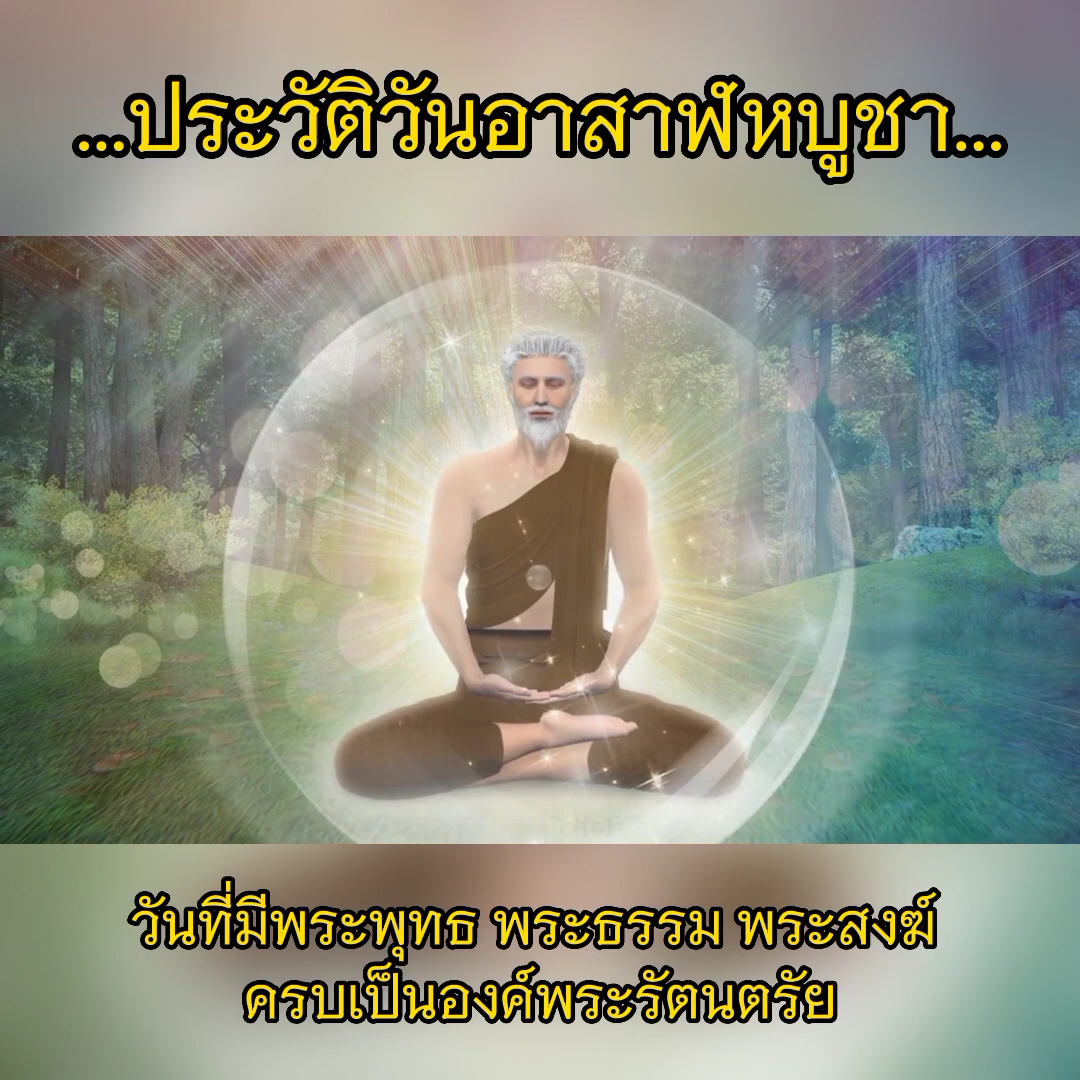 ...ประวัติวันอาสาฬหบูชา...
วันที่มีพระพุทธ พระธรรม พระสงฆ์
ครบเป็นองค์พระรัตนตรัย